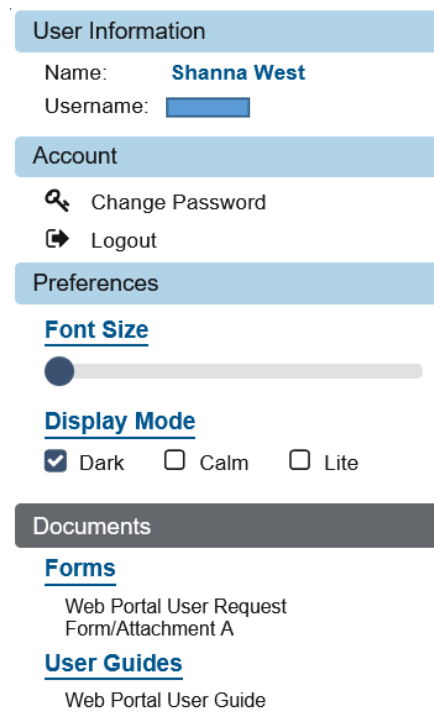 User Information
Name: Shanna West
Username:
Account
Change Password
Logout
Preferences
Font Size
Display Mode
Dark Calm Lite
Documents
Forms
Web Portal User Request
Form/Attachment A
User Guides
Web Portal User Guide